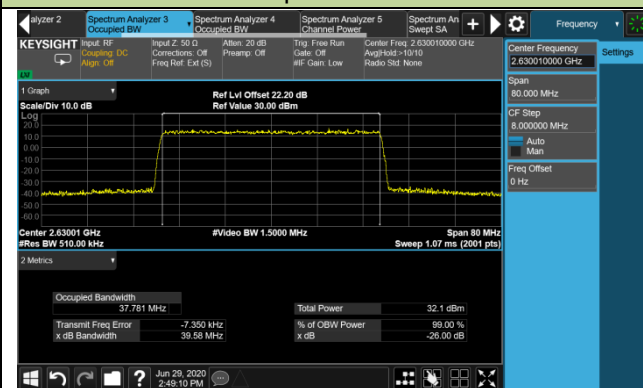 alyzer 2
Spectrum Analyzer 3
Occupied BW
Spectrum Analyzer 4
Occupied BW
Spectrum Analyzer 5
Channel Power
Spectrum An
Swept SA
Frequency
KEYSIGHT
Input: RF
Coupling: DC
Align: Off
Input Z: 50 Ω
Corrections: Off
Freq Ref: Ext (S)
Atten: 20 dB
Preamp: Off
Trig: Free Run
Gate: Off
#IF Gain: Low
Center Freq: 2.630010000 GHz
Avg|Hold:>10/10
Radio Std: None
LXI
Center Frequency
2.630010000 GHz
Settings
Span
80.000 MHz
CF Step
8.000000 MHz
Auto
Man
Freq Offset
0 Hz
1 Graph
Scale/Div 10.0 dB
Ref Lvl Offset 22.20 dB
Ref Value 30.00 dBm
Log
20.0
10.0
0.00
-10.0
-20.0
-30.0
-40.0
-50.0
-60.0
Center 2.63001 GHz
#Video BW 1.5000 MHz
Span 80 MHz
#Res BW 510.00 kHz
Sweep 1.07 ms (2001 pts)
2 Metrics
Occupied Bandwidth
37.781 MHz
Total Power 32.1 dBm
Transmit Freq Error -7.350 kHz
% of OBW Power 99.00 %
x dB Bandwidth 39.58 MHz
x dB -26.00 dB
?
Jun 29, 2020
2:49:10 PM